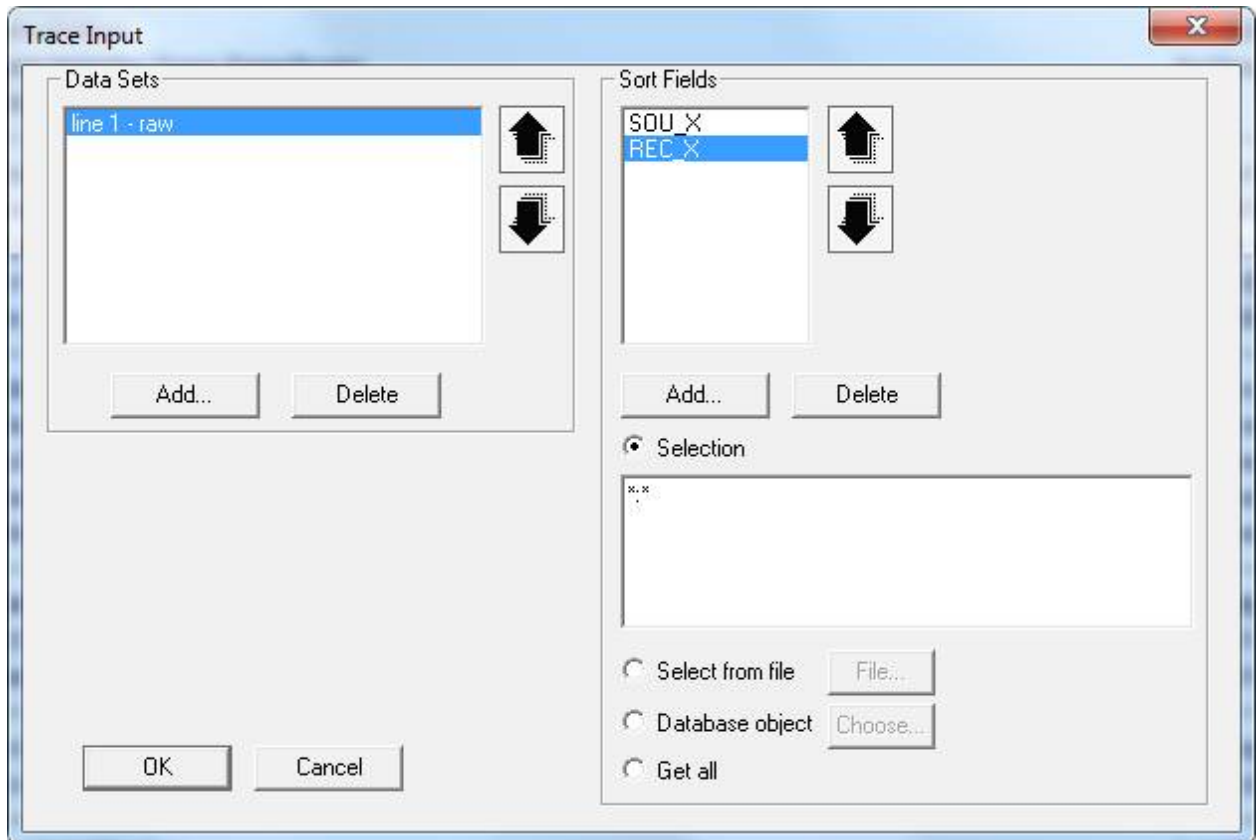 Trace Input
Data Sets
line 1 - raw
Add...
Delete
Sort Fields
SOU_X
REC_X
Add...
Delete
Selection
*:*
Select from file
File...
Database object
Choose...
Get all
OK
Cancel